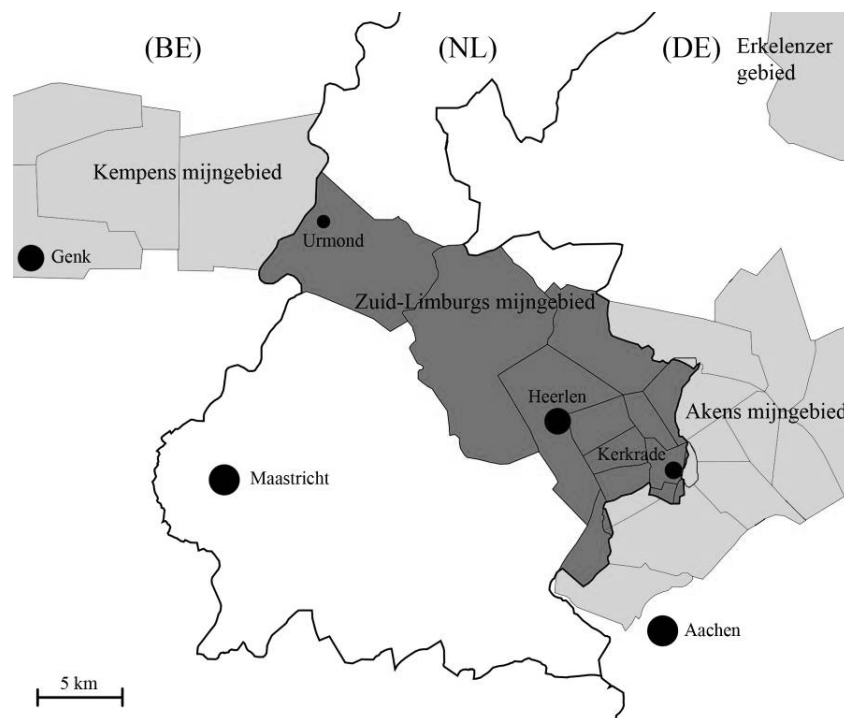 (BE)
(NL)
(DE)
Erkelenzer
gebied
Kempens mijngebied
Urmond
Genk
Zuid-Limburgs mijngebied
Heerlen
Akens mijngebied
Kerkrade
Maastricht
Aachen
5 km